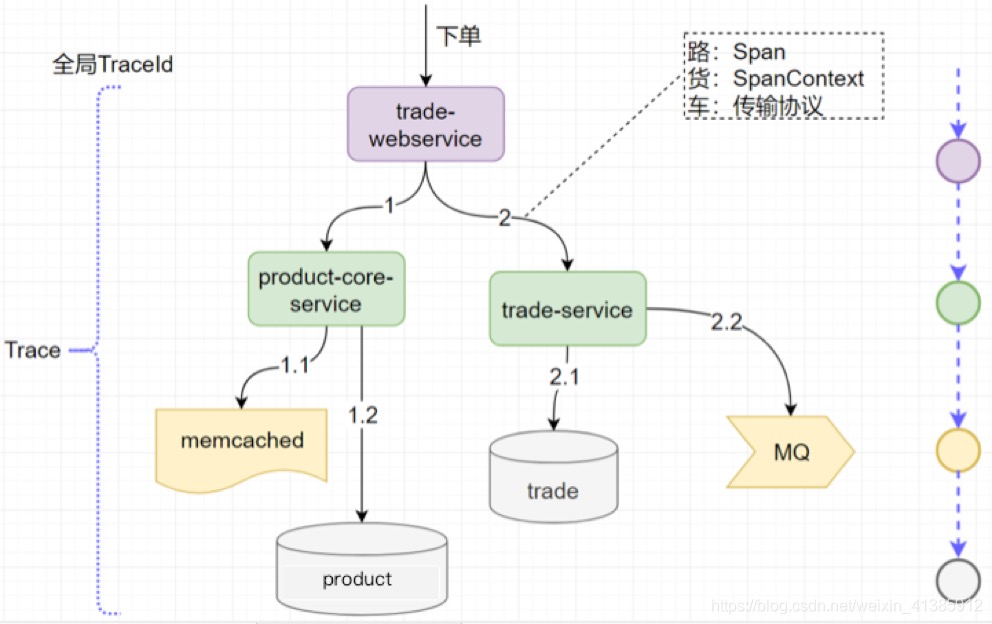 下单
全局TraceId
路：Span
货：SpanContext
车：传输协议
trade-
webservice
1
2
product-core-
service
trade-service
2.2
Trace
1.1
2.1
1.2
memcached
MQ
trade
product
https://blog.csdn.net/weixin_41385912